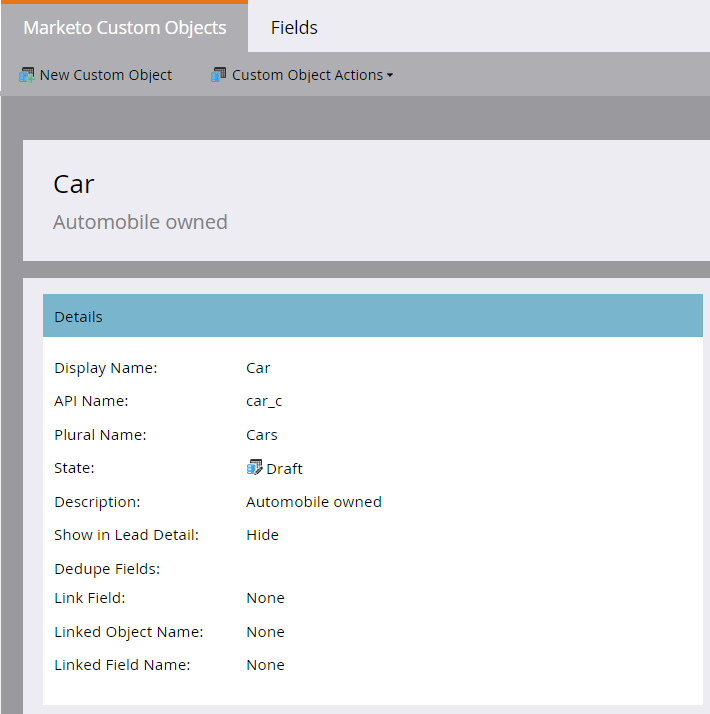 Marketo Custom Objects Fields
New Custom Object Custom Object Actions
Car
Automobile owned
Details
Display Name: Car
API Name: car_c
Plural Name: Cars
State: Draft
Description: Automobile owned
Show in Lead Detail: Hide
Dedupe Fields:
Link Field: None
Linked Object Name: None
Linked Field Name: None